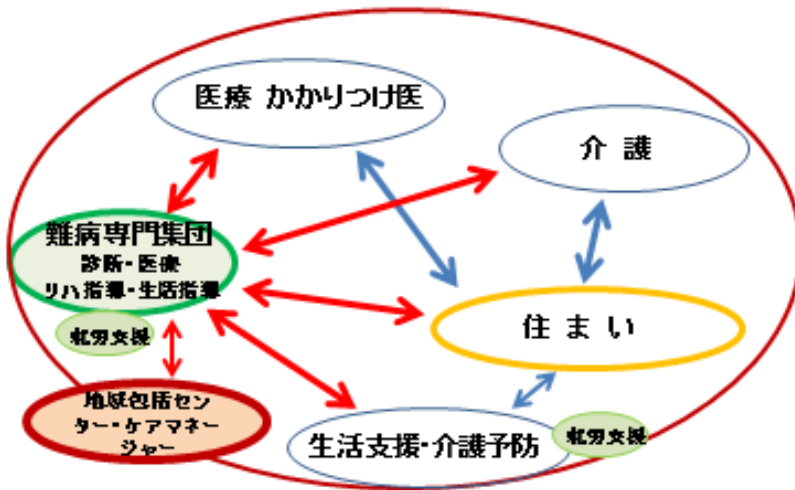 医療 かかりつけ医
介 護
難病専門集団
診断・医療
リハ指導・生活指導
就労支援
住 ま い
地域包括セン
ター・ケアマネー
ジャー
生活支援・介護予防
就労支援